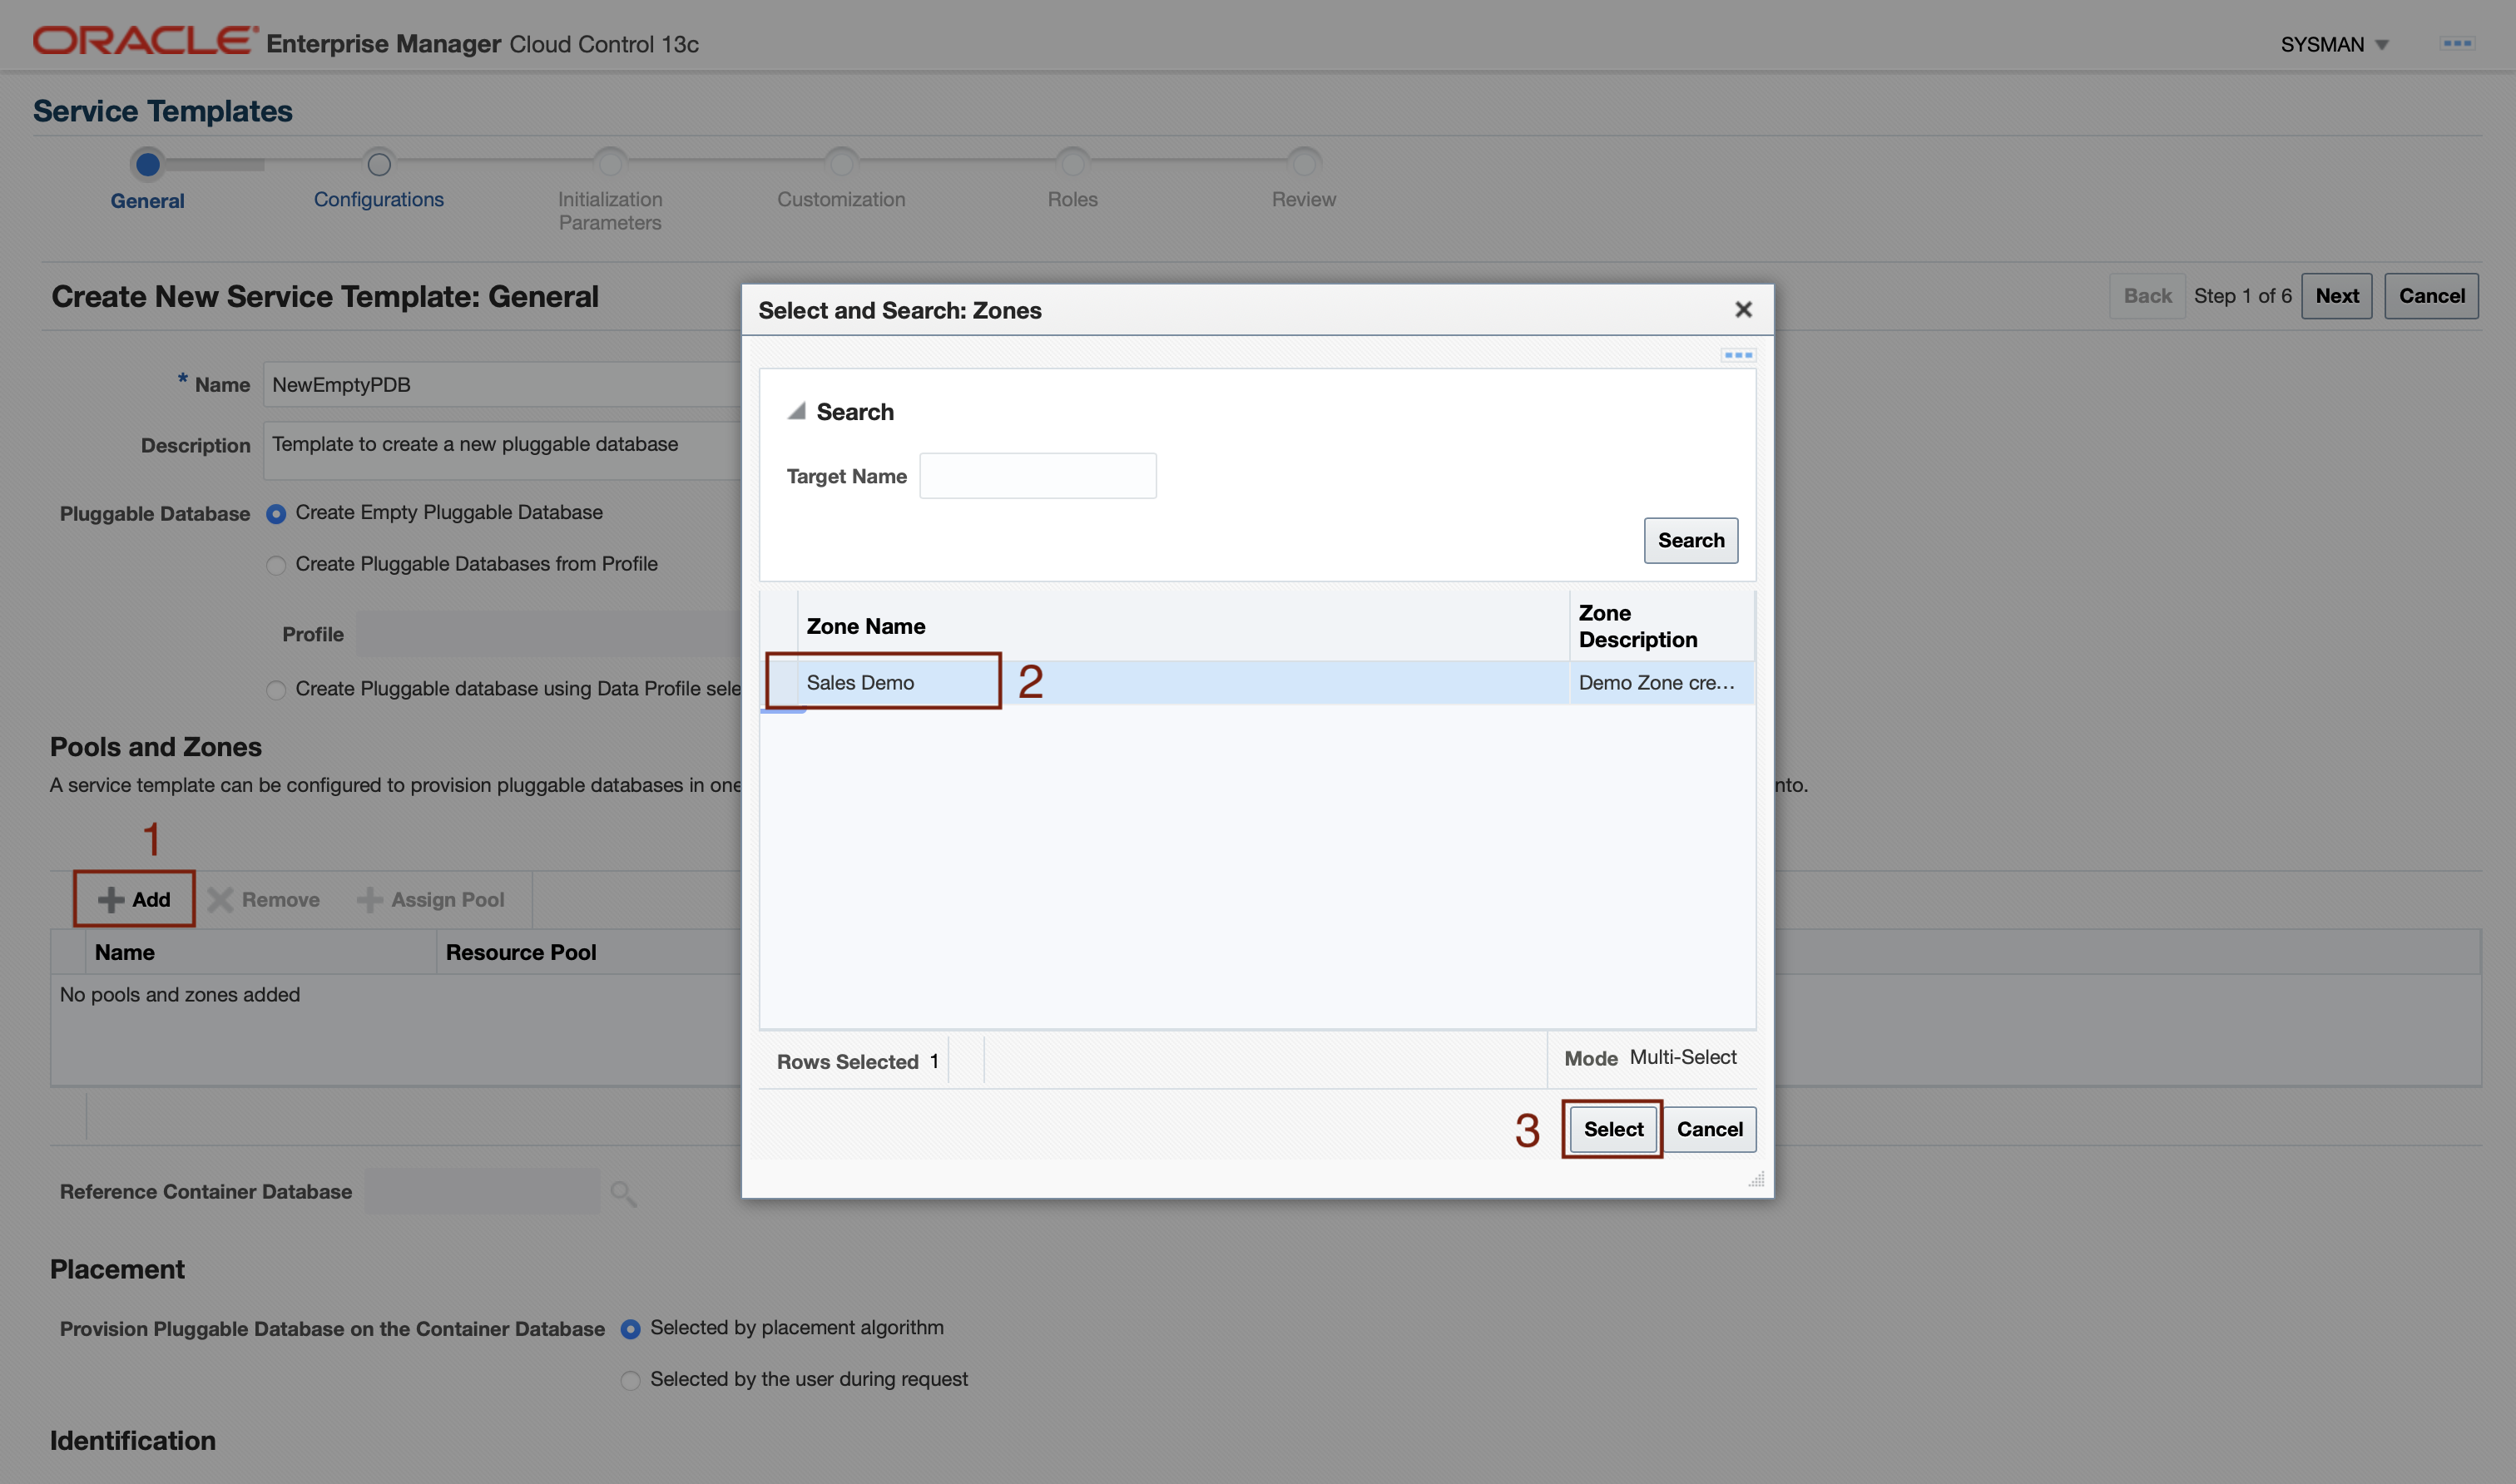 ORACLE Enterprise Manager Cloud Control 13c
SYSMAN
Service Templates
General
Configurations
Initialization
Parameters
Customization
Roles
Review
Create New Service Template: General
Back Step 1 of 6 Next Cancel
* Name NewEmptyPDB
Description Template to create a new pluggable database
Pluggable Database Create Empty Pluggable Database
Create Pluggable Databases from Profile
Profile
Create Pluggable database using Data Profile sele
Pools and Zones
A service template can be configured to provision pluggable databases in one
nto.
1
Add Remove Assign Pool
Name Resource Pool
No pools and zones added
Reference Container Database
Placement
Provision Pluggable Database on the Container Database Selected by placement algorithm
Selected by the user during request
Identification
Select and Search: Zones
Search
Target Name
Search
Zone Name
Zone
Description
Sales Demo 2 Demo Zone cre...
Rows Selected 1
Mode Multi-Select
3 Select Cancel